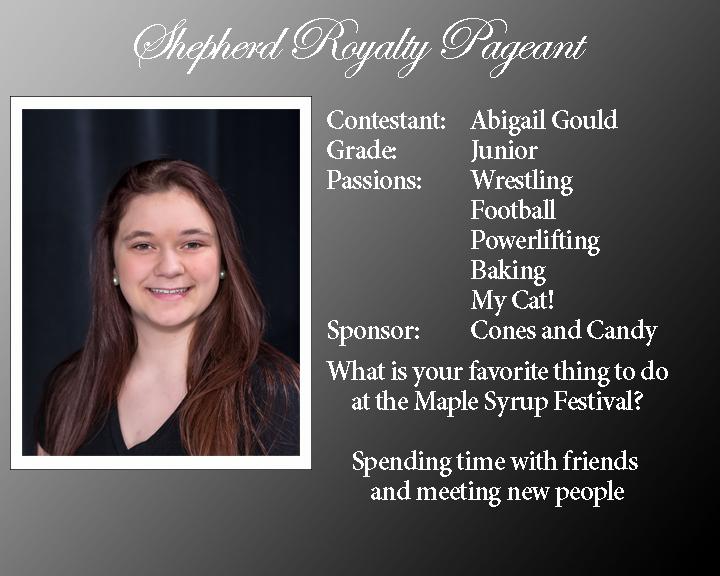 Shepherd Royalty Pageant
Contestant: Abigail Gould
Grade: Junior
Passions: Wrestling
Football
Powerlifting
Baking
My Cat!
Sponsor: Cones and Candy
What is your favorite thing to do
at the Maple Syrup Festival?
Spending time with friends
and meeting new people